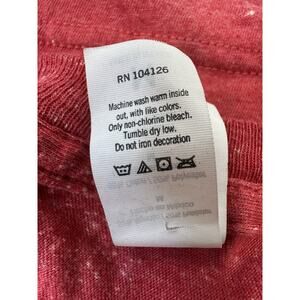 RN 104126
Machine wash warm inside
out, with like colors.
Only non-chlorine bleach.
Tumble dry low.
Do not iron decoration